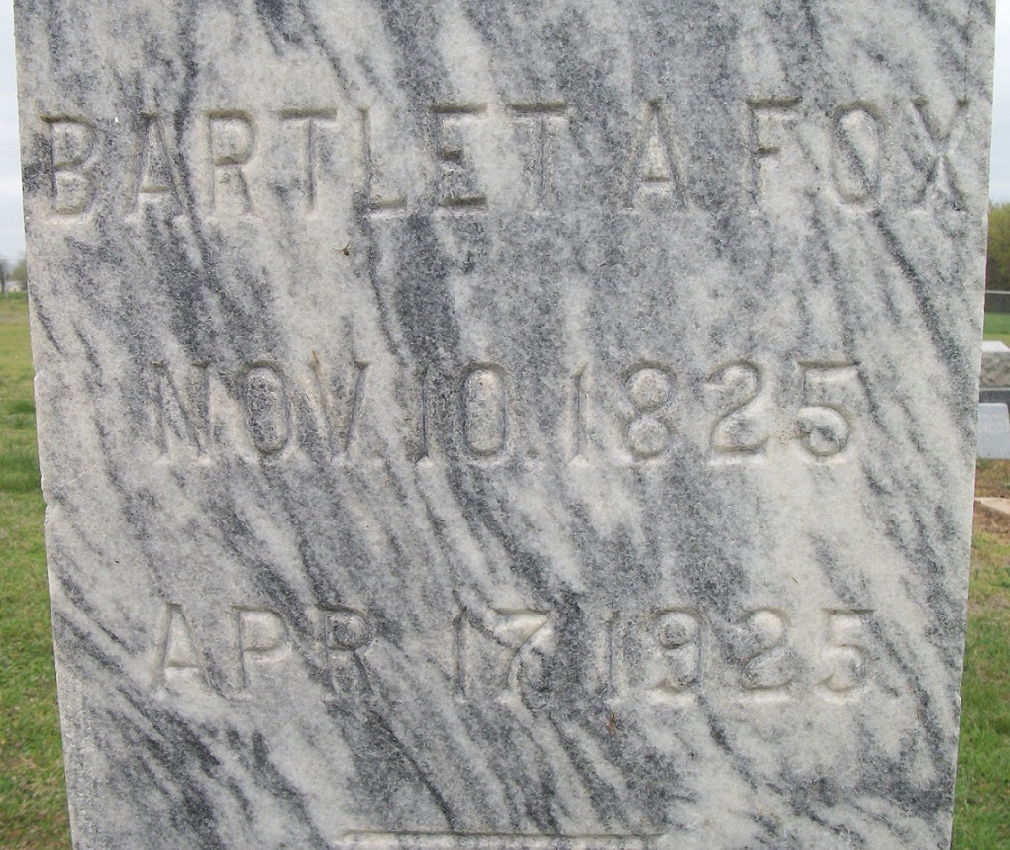 BARTLET A FOX
NOV. 10. 1825
APR 17 1925.